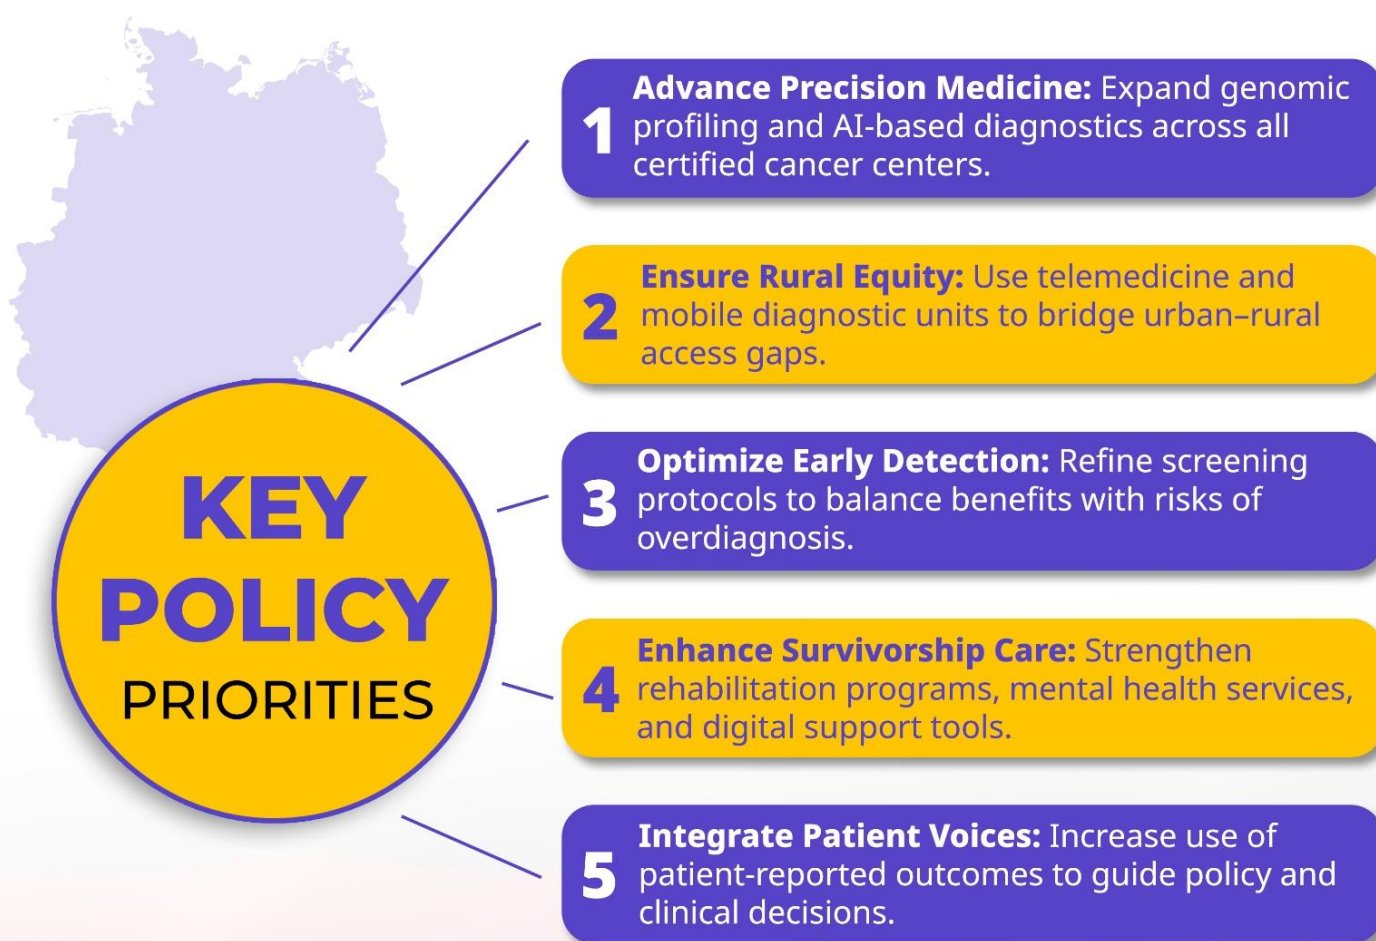 KEY
POLICY
PRIORITIES
1
Advance Precision Medicine: Expand genomic
profiling and AI-based diagnostics across all
certified cancer centers.
2
Ensure Rural Equity: Use telemedicine and
mobile diagnostic units to bridge urban–rural
access gaps.
3
Optimize Early Detection: Refine screening
protocols to balance benefits with risks of
overdiagnosis.
4
Enhance Survivorship Care: Strengthen
rehabilitation programs, mental health services,
and digital support tools.
5
Integrate Patient Voices: Increase use of
patient-reported outcomes to guide policy and
clinical decisions.